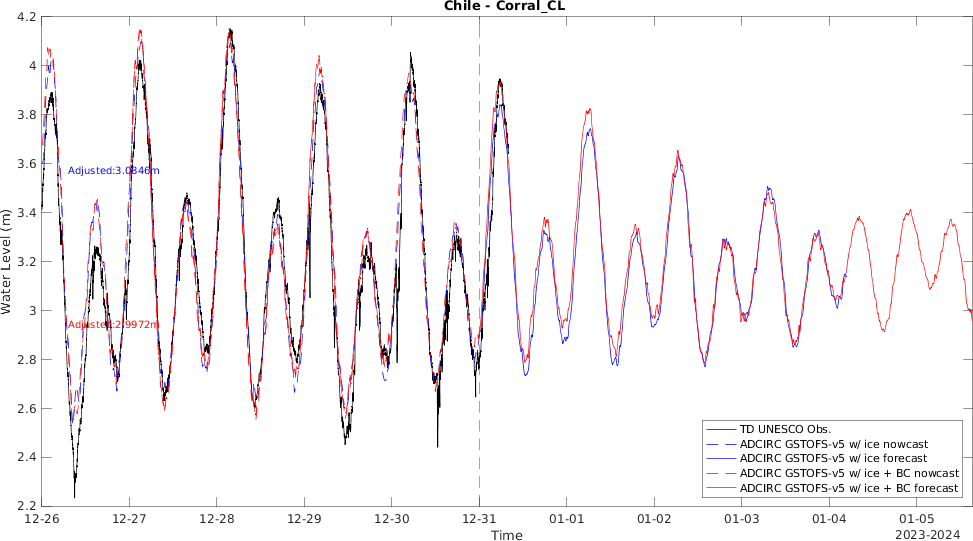 Chile - Corral_CL
4.2
4
3.8
3.6
3.4
3.2
3
2.8
2.6
2.4
2.2
Water Level (m)
Adjusted:3.0846m
Adjusted:2.9972m
TD UNESCO Obs.
ADCIRC GSTOFS-v5 w/ ice nowcast
ADCIRC GSTOFS-v5 w/ ice forecast
ADCIRC GSTOFS-v5 w/ ice + BC nowcast
ADCIRC GSTOFS-v5 w/ ice + BC forecast
12-26 12-27 12-28 12-29 12-30 12-31 01-01 01-02 01-03 01-04 01-05
Time
2023-2024